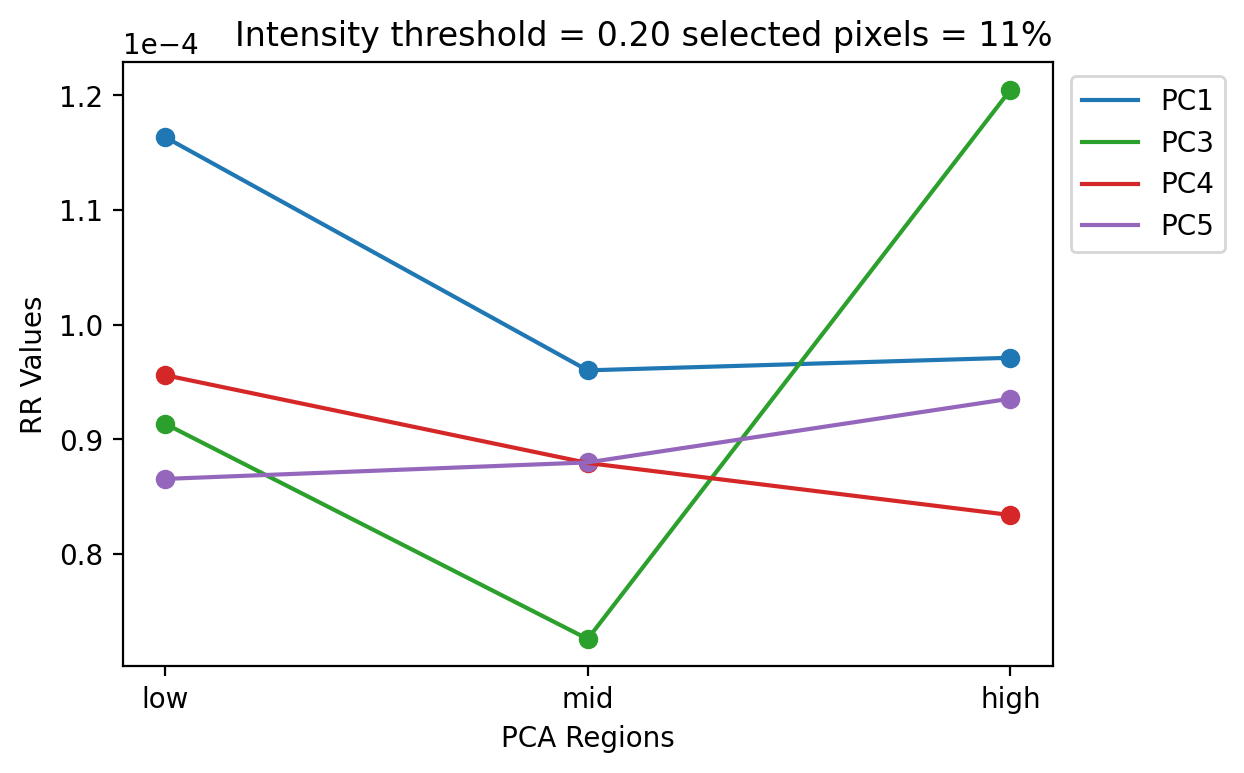 1e−4
Intensity threshold = 0.20 selected pixels = 11%
1.2
1.1
1.0
0.9
0.8
RR Values
low
mid
high
PCA Regions
PC1
PC3
PC4
PC5